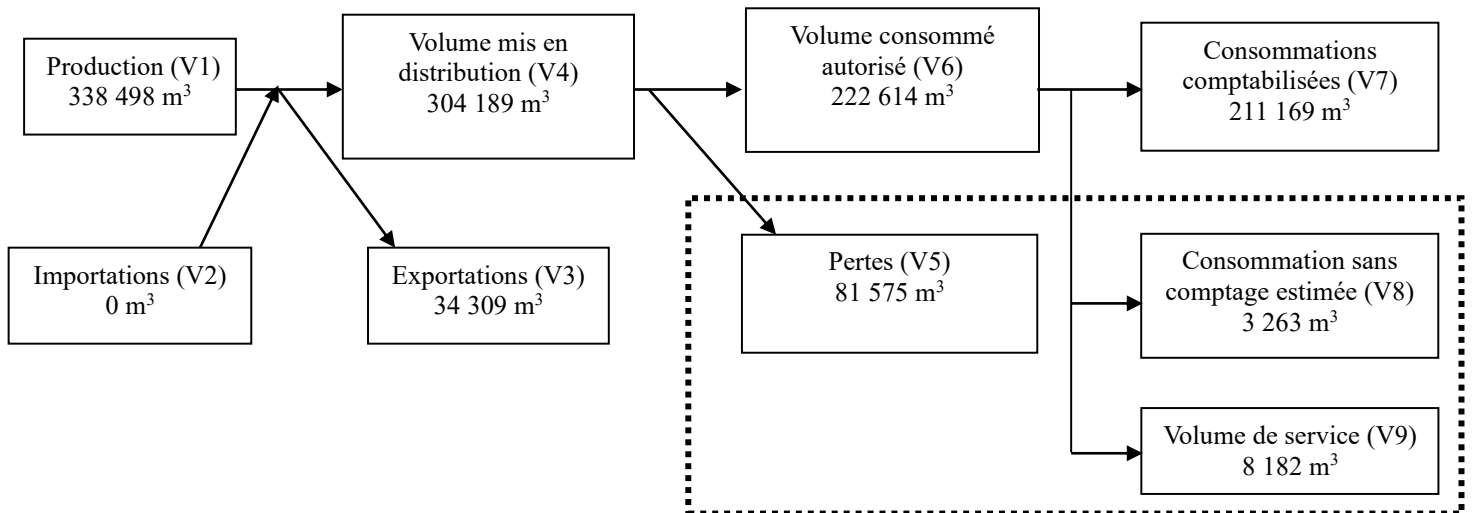 Production (V1)
338 498 m³
Volume mis en
distribution (V4)
304 189 m³
Volume consommé
autorisé (V6)
222 614 m³
Consommations
comptabilisées (V7)
211 169 m³
Importations (V2)
0 m³
Exportations (V3)
34 309 m³
Pertes (V5)
81 575 m³
Consommation sans
comptage estimée (V8)
3 263 m³
Volume de service (V9)
8 182 m³